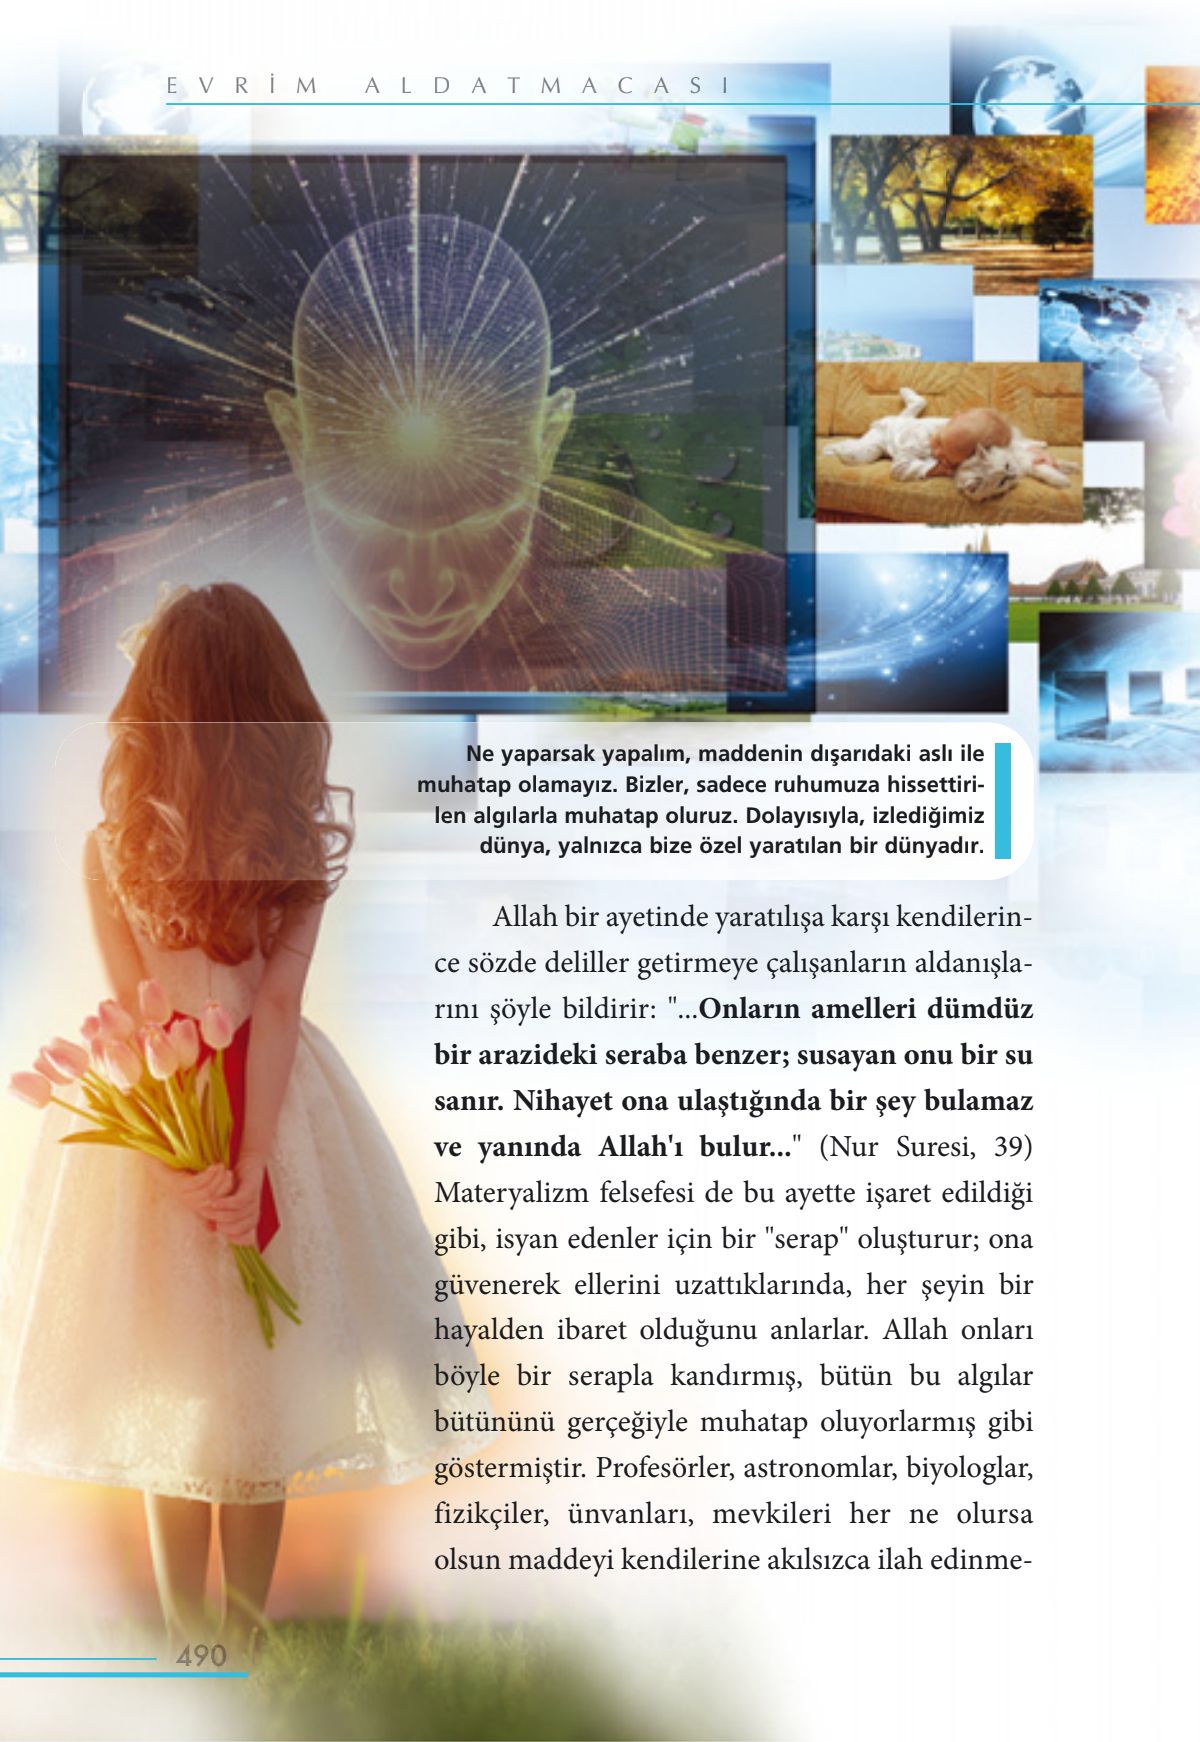 EVRİM ALDATMACASI
Ne yaparsak yapalım, maddenin dışarıdaki aslı ile
muhatap olamayız. Bizler, sadece ruhumuza hissettiri-
len algılarla muhatap oluruz. Dolayısıyla, izlediğimiz
dünya, yalnızca bize özel yaratılan bir dünyadır.
Allah bir ayetinde yaratılışa karşı kendilerin-
ce sözde deliller getirmeye çalışanların aldanışla-
rını şöyle bildirir: "...Onların amelleri dümdüz
bir arazideki seraba benzer; susayan onu bir su
sanır. Nihayet ona ulaştığında bir şey bulamaz
ve yanında Allah'ı bulur..." (Nur Suresi, 39)
Materyalizm felsefesi de bu ayette işaret edildiği
gibi, isyan edenler için bir "serap" oluşturur; ona
güvenerek ellerini uzattıklarında, her şeyin bir
hayalden ibaret olduğunu anlarlar. Allah onları
böyle bir serapla kandırmış, bütün bu algılar
bütününü gerçeğiyle muhatap oluyorlarmış gibi
göstermiştir. Profesörler, astronomlar, biyologlar,
fizikçiler, ünvanları, mevkileri her ne olursa
olsun maddeyi kendilerine akılsızca ilah edinme-
490